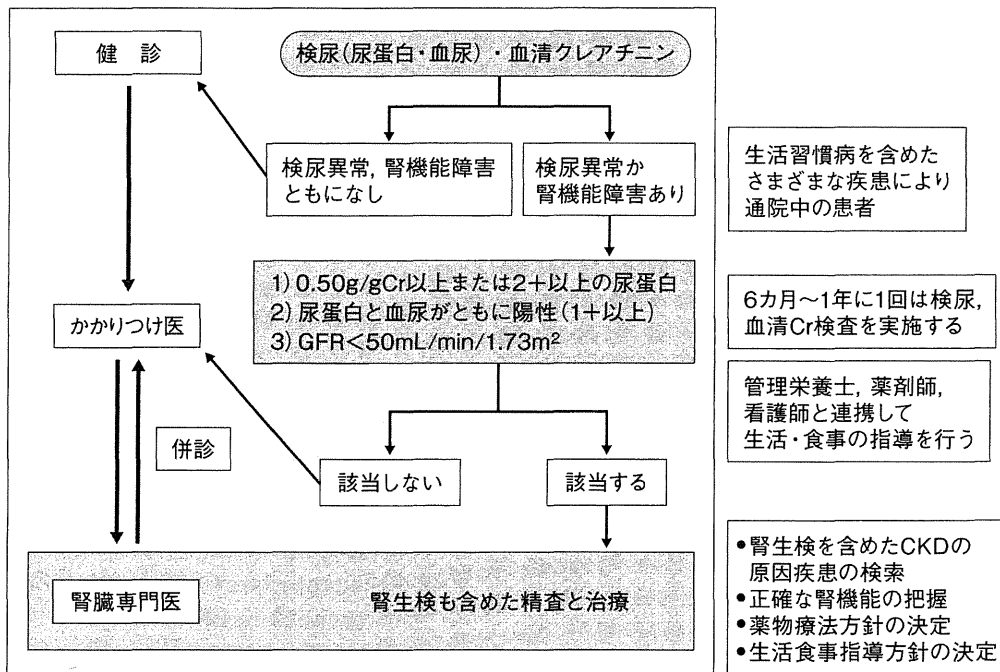 健　診
検尿(尿蛋白・血尿)・血清クレアチニン
検尿異常，腎機能障害
ともになし
検尿異常か
腎機能障害あり
生活習慣病を含めた
さまざまな疾患により
通院中の患者
1) 0.50g/gCr以上または2+以上の尿蛋白
2) 尿蛋白と血尿がともに陽性(1+以上)
3) GFR<50mL/min/1.73m²
かかりつけ医
6カ月〜1年に1回は検尿，
血清Cr検査を実施する
管理栄養士，薬剤師，
看護師と連携して
生活・食事の指導を行う
併診
該当しない
該当する
腎臓専門医
腎生検も含めた精査と治療
•腎生検を含めたCKDの
原因疾患の検索
•正確な腎機能の把握
•薬物療法方針の決定
•生活食事指導方針の決定